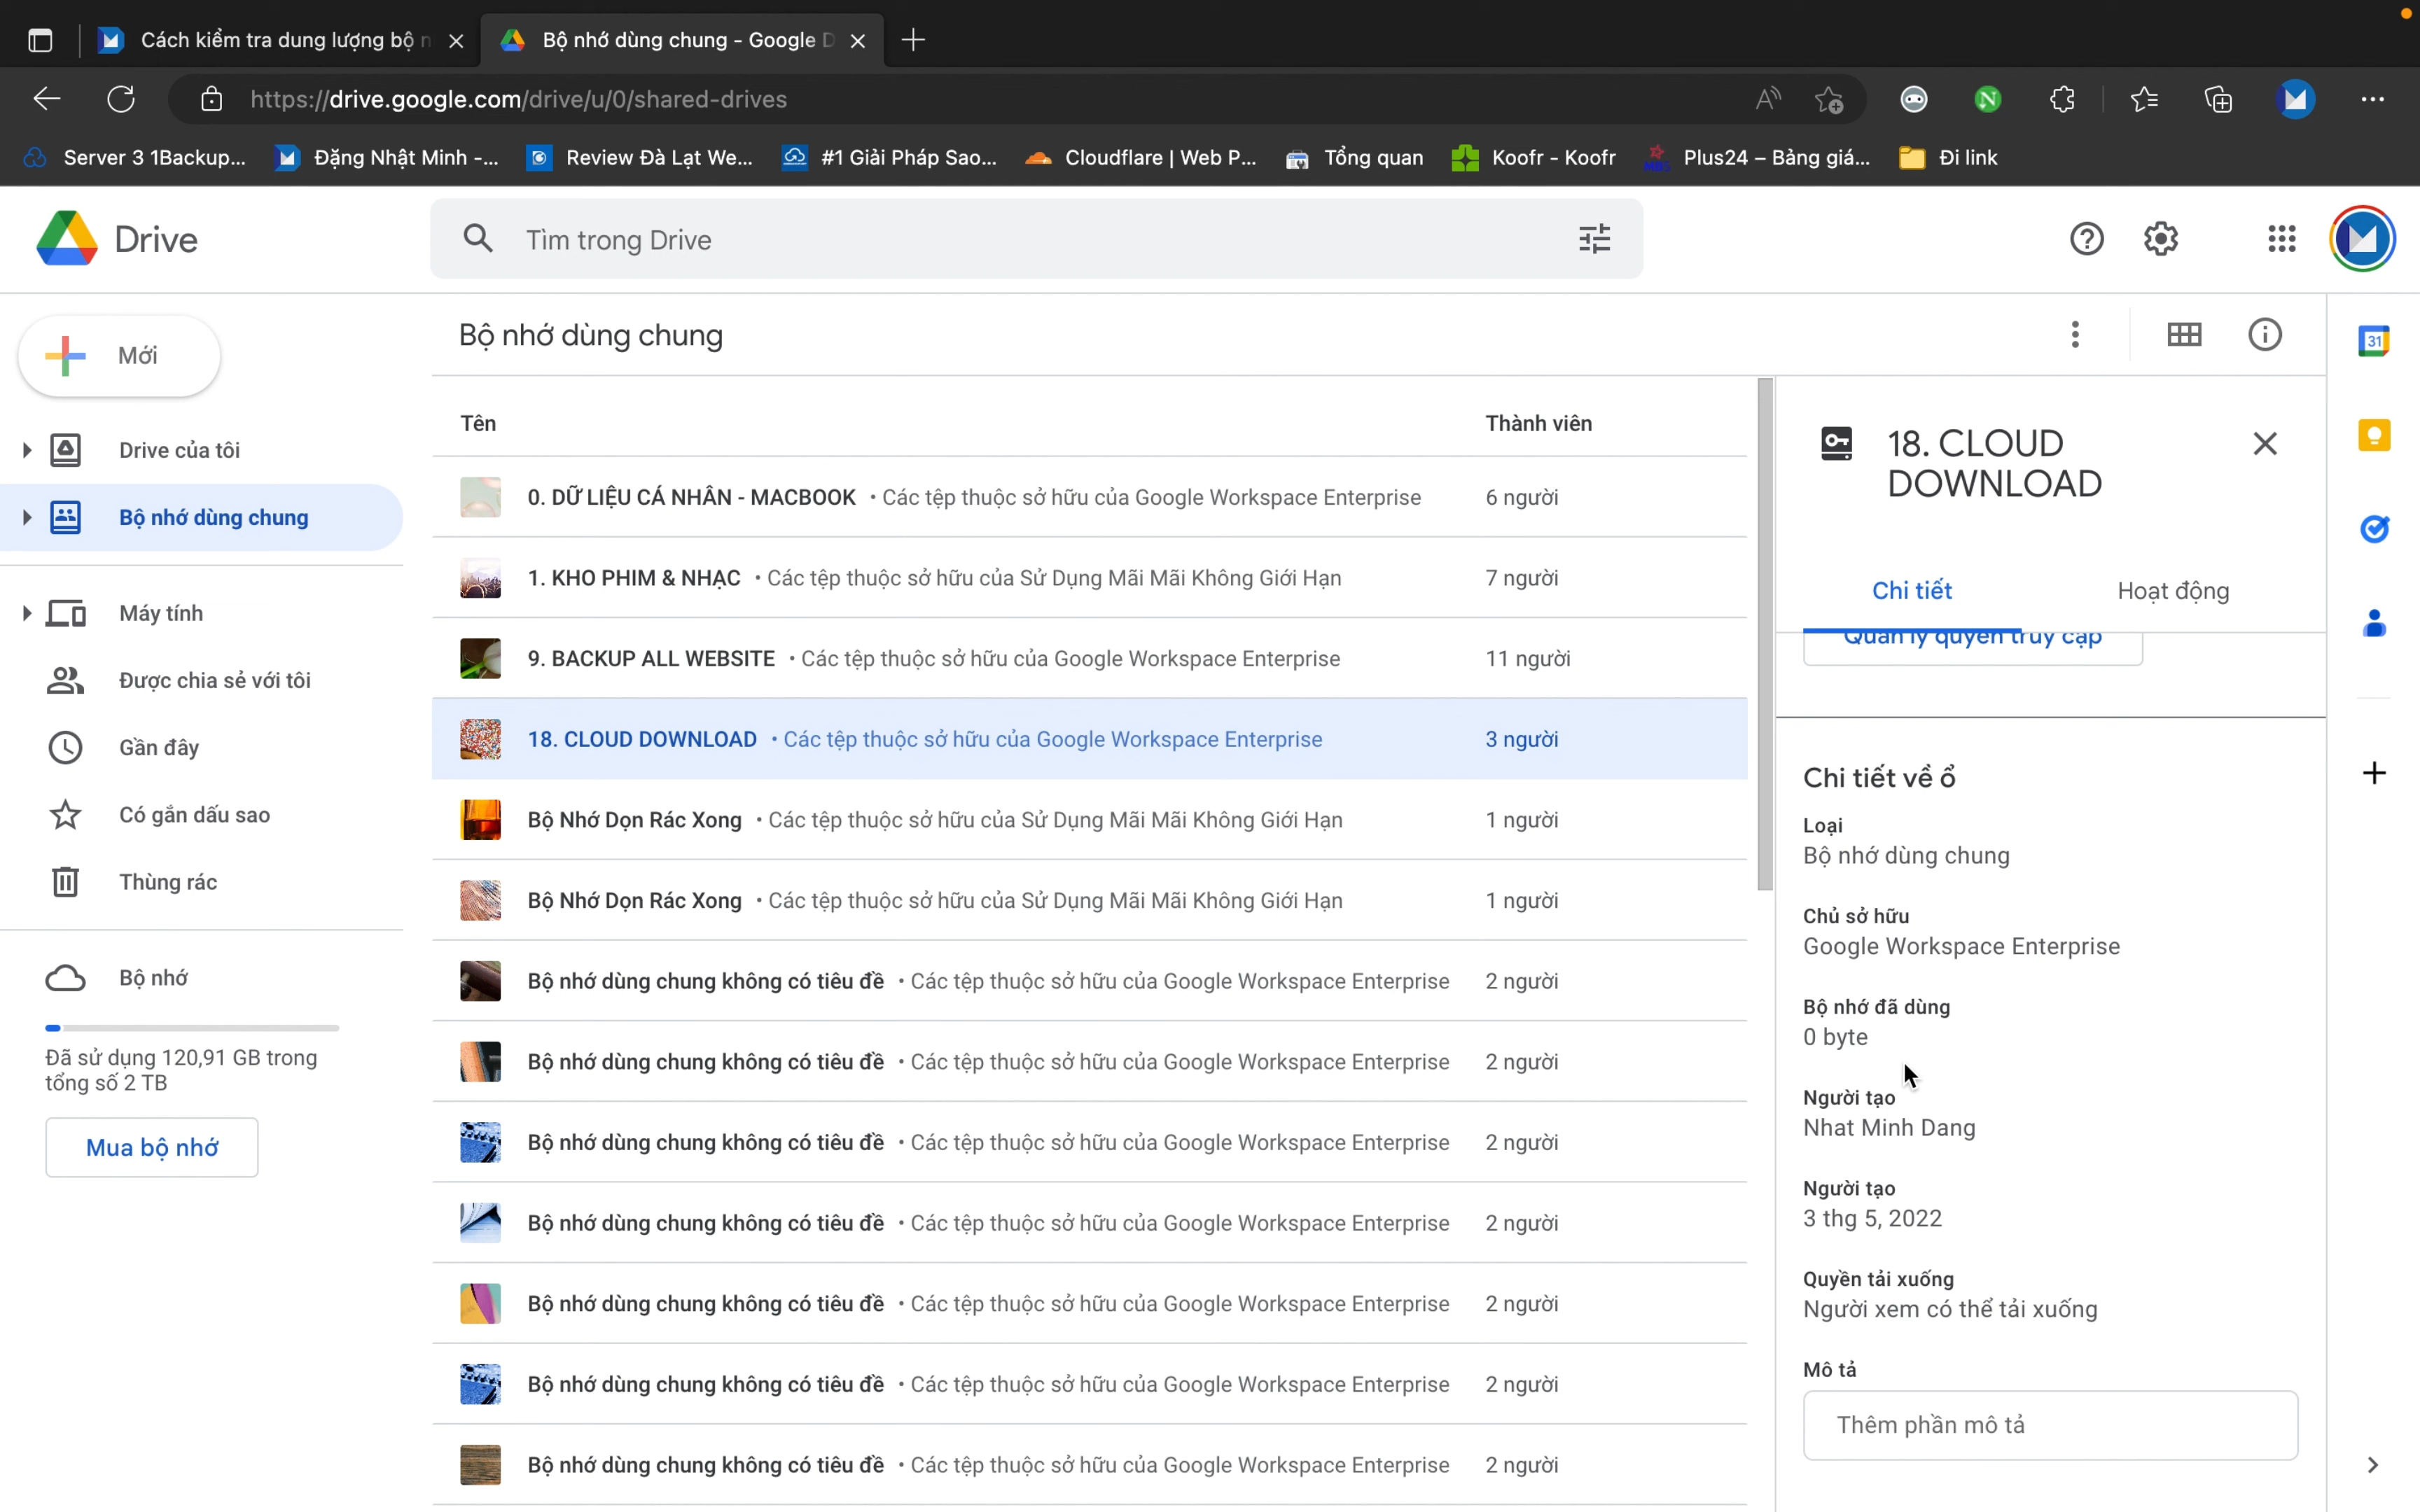 Cách kiểm tra dung lượng bộ n
Bộ nhớ dùng chung - Google D
https://drive.google.com/drive/u/0/shared-drives
Server 3 1Backup...
Đặng Nhật Minh -...
Review Đà Lạt We...
#1 Giải Pháp Sao...
Cloudflare | Web P...
Tổng quan
Koofr - Koofr
Plus24 – Bảng giá...
Đi link
Drive
Tìm trong Drive
Mới
Drive của tôi
Bộ nhớ dùng chung
Máy tính
Được chia sẻ với tôi
Gần đây
Có gắn dấu sao
Thùng rác
Bộ nhớ
Đã sử dụng 120,91 GB trong
tổng số 2 TB
Mua bộ nhớ
Bộ nhớ dùng chung
Tên Thành viên
0. DỮ LIỆU CÁ NHÂN - MACBOOK • Các tệp thuộc sở hữu của Google Workspace Enterprise 6 người
1. KHO PHIM & NHẠC • Các tệp thuộc sở hữu của Sử Dụng Mãi Mãi Không Giới Hạn 7 người
9. BACKUP ALL WEBSITE • Các tệp thuộc sở hữu của Google Workspace Enterprise 11 người
18. CLOUD DOWNLOAD • Các tệp thuộc sở hữu của Google Workspace Enterprise 3 người
Bộ Nhớ Dọn Rác Xong • Các tệp thuộc sở hữu của Sử Dụng Mãi Mãi Không Giới Hạn 1 người
Bộ Nhớ Dọn Rác Xong • Các tệp thuộc sở hữu của Sử Dụng Mãi Mãi Không Giới Hạn 1 người
Bộ nhớ dùng chung không có tiêu đề • Các tệp thuộc sở hữu của Google Workspace Enterprise 2 người
Bộ nhớ dùng chung không có tiêu đề • Các tệp thuộc sở hữu của Google Workspace Enterprise 2 người
Bộ nhớ dùng chung không có tiêu đề • Các tệp thuộc sở hữu của Google Workspace Enterprise 2 người
Bộ nhớ dùng chung không có tiêu đề • Các tệp thuộc sở hữu của Google Workspace Enterprise 2 người
Bộ nhớ dùng chung không có tiêu đề • Các tệp thuộc sở hữu của Google Workspace Enterprise 2 người
Bộ nhớ dùng chung không có tiêu đề • Các tệp thuộc sở hữu của Google Workspace Enterprise 2 người
Bộ nhớ dùng chung không có tiêu đề • Các tệp thuộc sở hữu của Google Workspace Enterprise 2 người
18. CLOUD
DOWNLOAD
Chi tiết
Hoạt động
Quản lý quyền truy cập
Chi tiết về ổ
Loại
Bộ nhớ dùng chung
Chủ sở hữu
Google Workspace Enterprise
Bộ nhớ đã dùng
0 byte
Người tạo
Nhat Minh Dang
Người tạo
3 thg 5, 2022
Quyền tải xuống
Người xem có thể tải xuống
Mô tả
Thêm phần mô tả
31